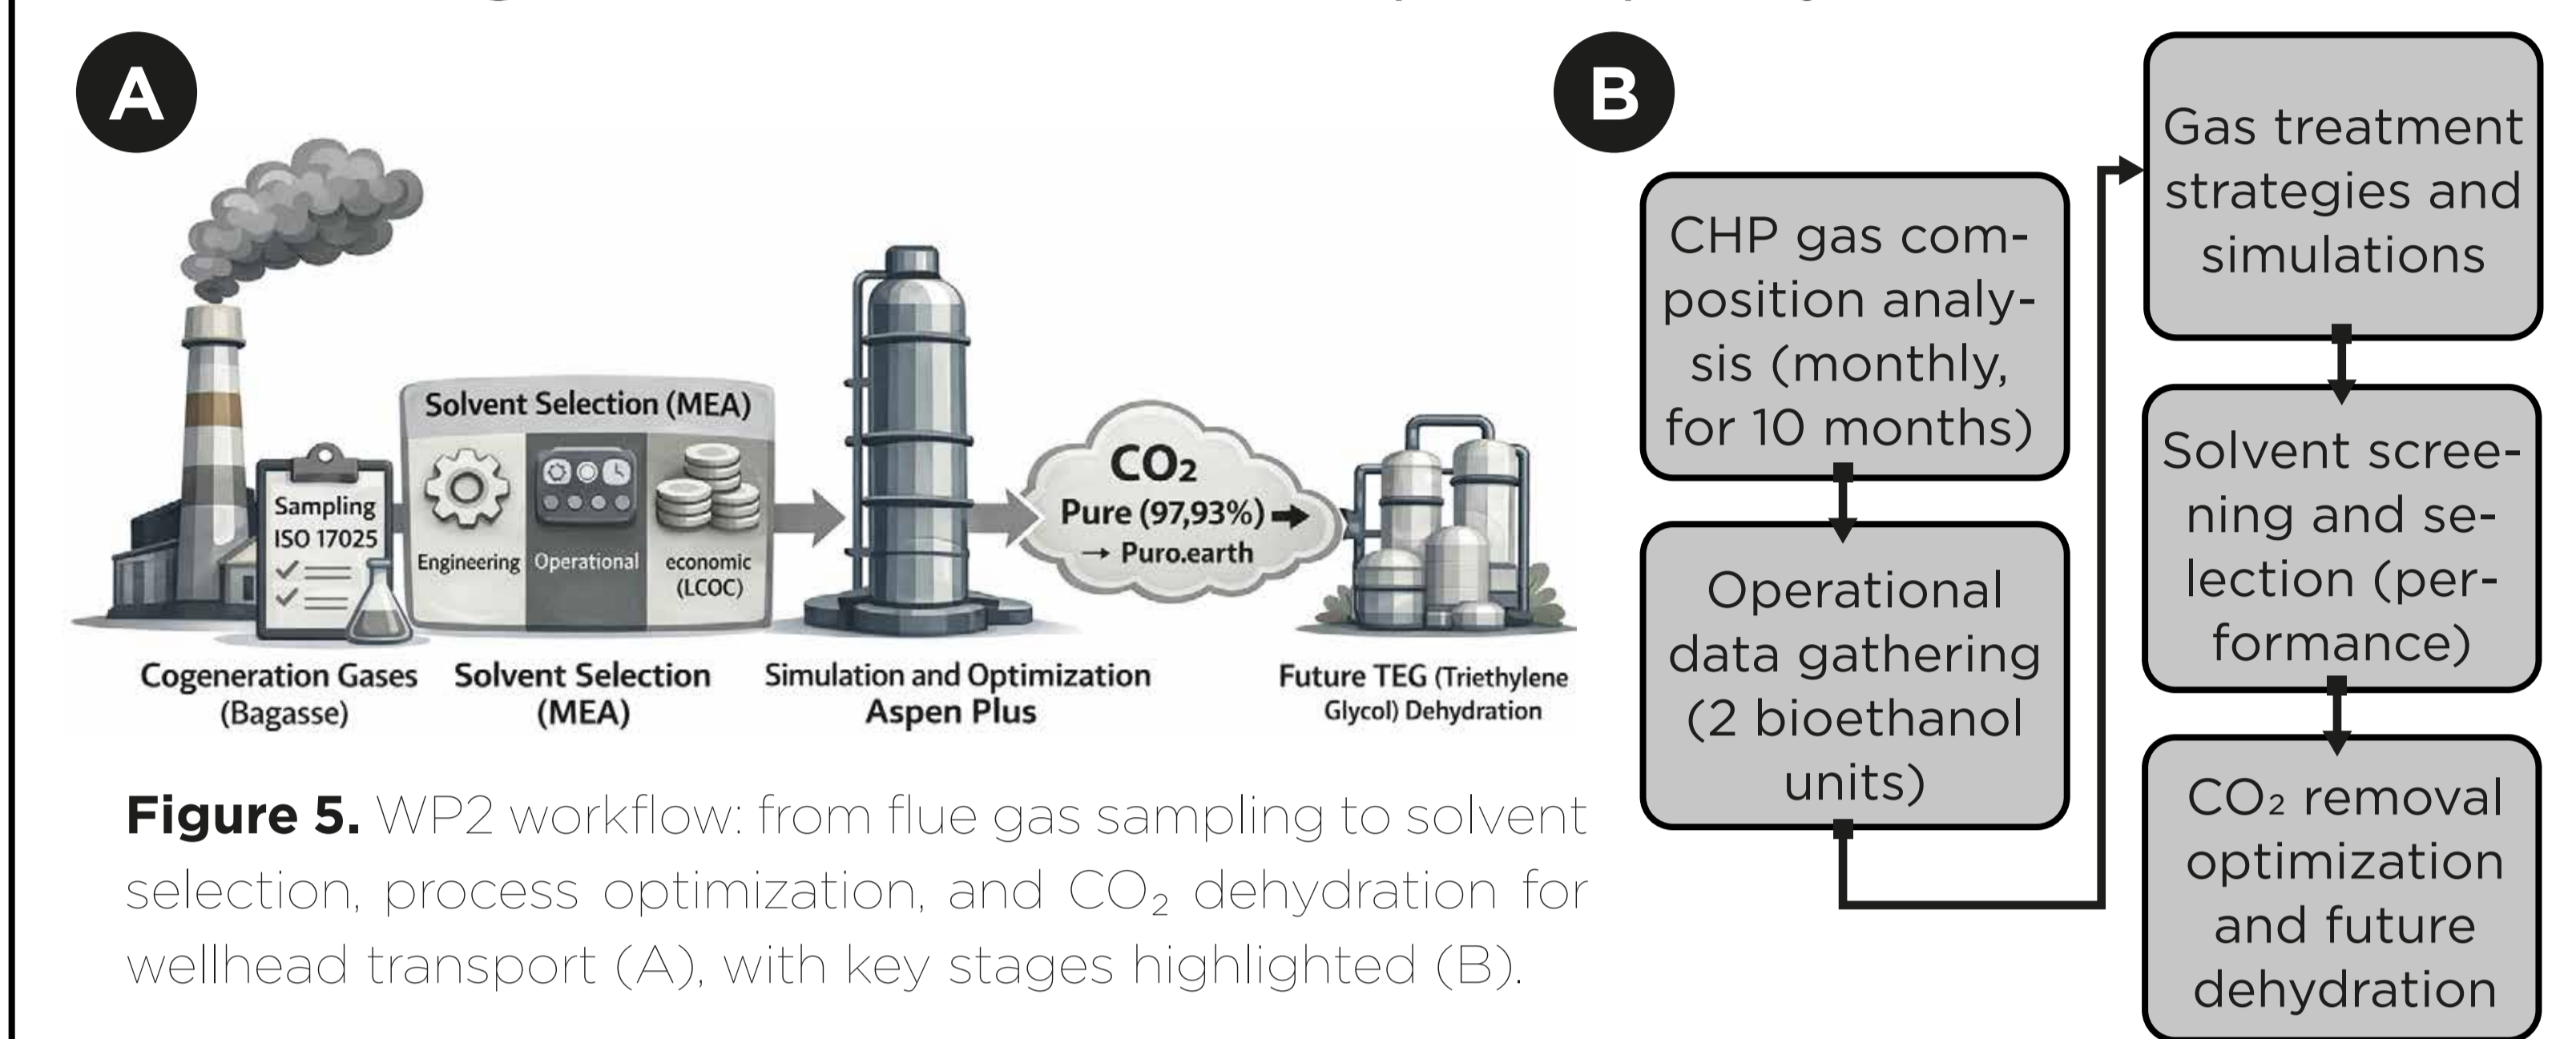 A
Solvent Selection (MEA)
Sampling
ISO 17025
Engineering
Operational
economic
(LCOC)
CO₂
Pure (97,93%) →
→ Puro.earth
Cogeneration Gases
(Bagasse)
Solvent Selection
(MEA)
Simulation and Optimization
Aspen Plus
Future TEG (Triethylene
Glycol) Dehydration
Figure 5. WP2 workflow: from flue gas sampling to solvent
selection, process optimization, and CO₂ dehydration for
wellhead transport (A), with key stages highlighted (B).
B
CHP gas com-
position analy-
sis (monthly,
for 10 months)
Operational
data gathering
(2 bioethanol
units)
Gas treatment
strategies and
simulations
Solvent scree-
ning and se-
lection (per-
formance)
CO₂ removal
optimization
and future
dehydration